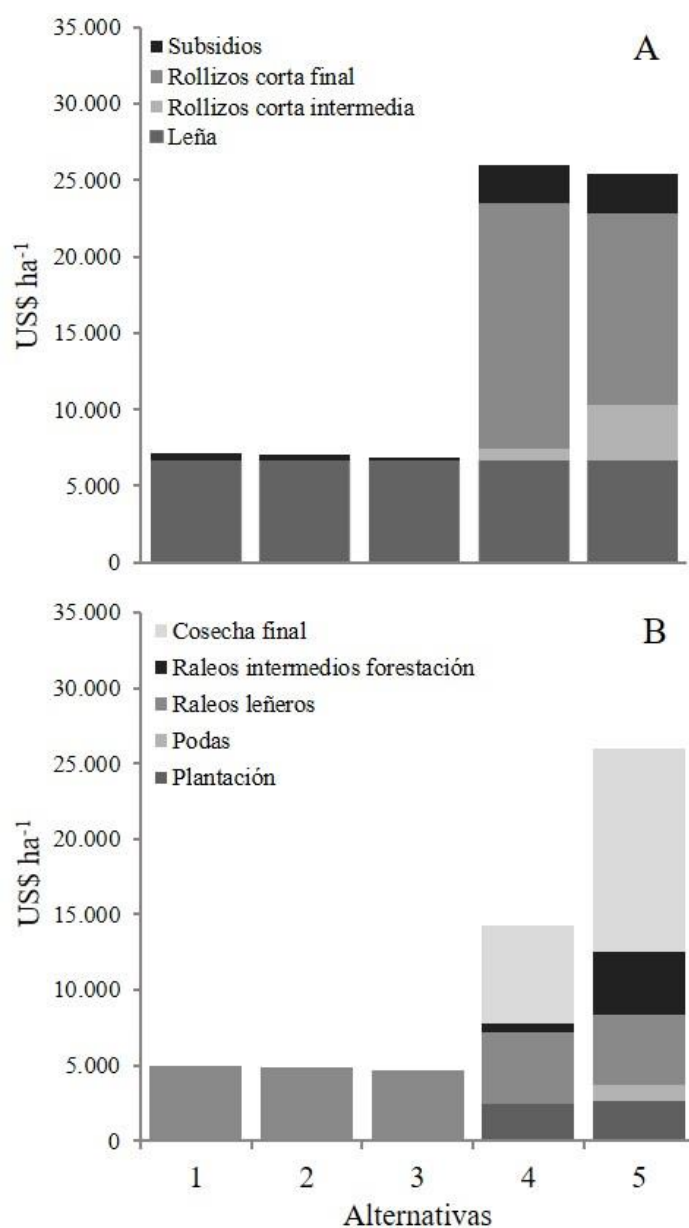 35.000
A
Subsidios
Rollizos corta final
30.000
Rollizos corta intermedia
Leña
25.000
20.000
US$ ha-1
15.000
10.000
5.000
0
35.000
B
Cosecha final
Raleos intermedios forestación
30.000
Raleos leñeros
Podas
25.000
Plantación
20.000
US$ ha-1
15.000
10.000
5.000
0
1 2 3 4 5
Alternativas